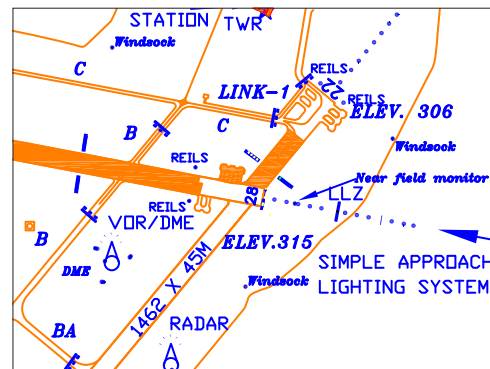 STATION
TWR
Windsock
REILS
C
LINK-1
22
REILS
ELEV. 306
B
C
Windsock
REILS
Near field monitor
28
LLZ
REILS
VOR/DME
B
ELEV.315
SIMPLE APPROACH
LIGHTING SYSTEM
DME
Windsock
1462 X 45M
BA
RADAR